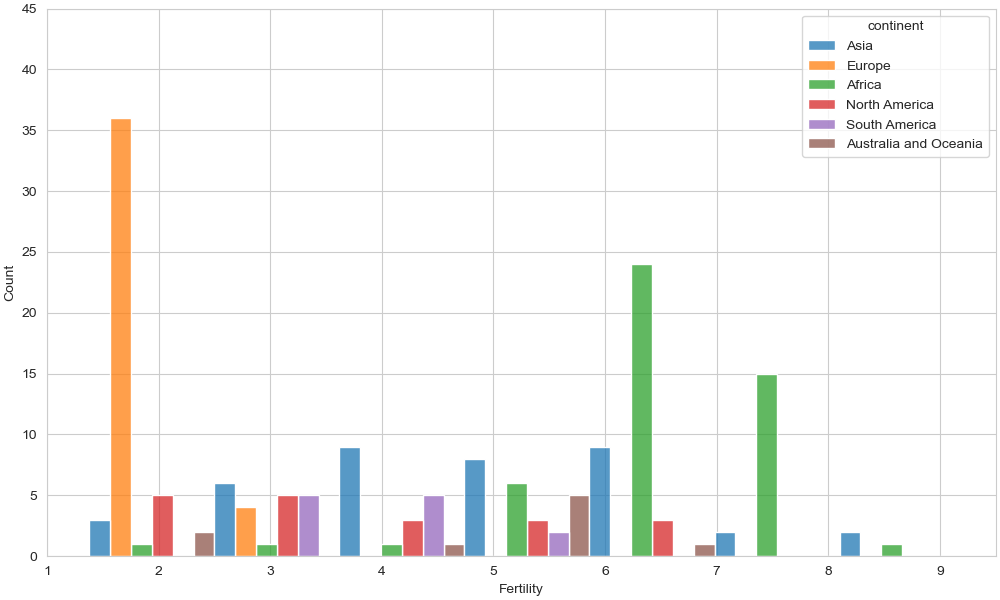 45
40
35
30
25
20
15
10
5
0
Count
1 2 3 4 5 6 7 8 9
Fertility
continent
Asia
Europe
Africa
North America
South America
Australia and Oceania